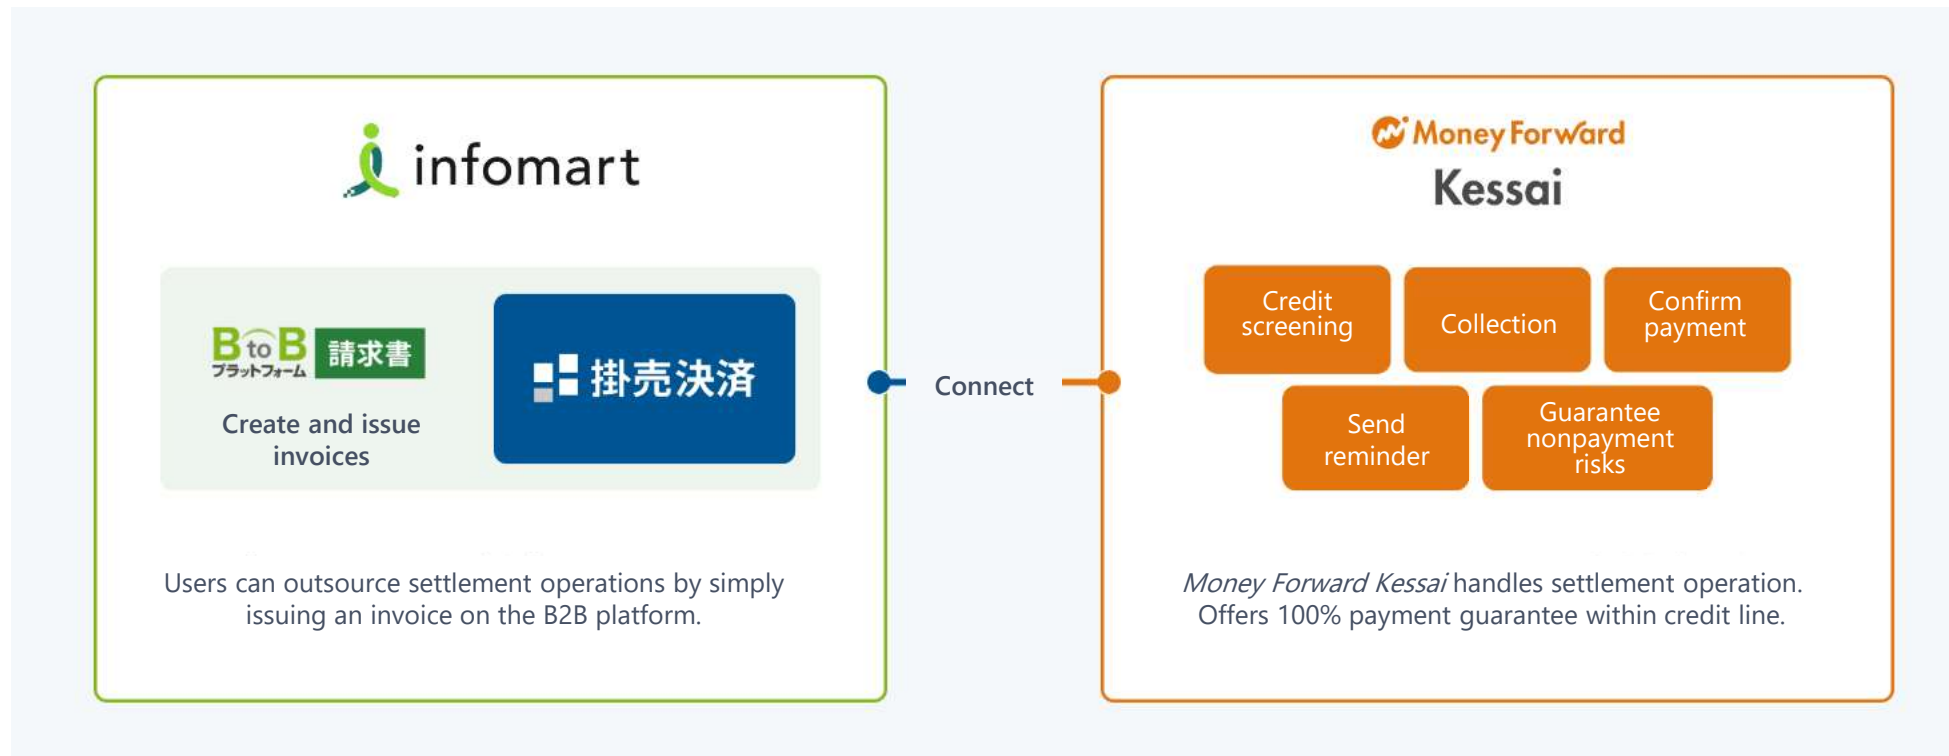 infomart
BtoB
プラットフォーム
請求書
Create and issue
invoices
掛売決済
Users can outsource settlement operations by simply
issuing an invoice on the B2B platform.
Connect
Money Forward
Kessai
Credit
screening
Collection
Confirm
payment
Send
reminder
Guarantee
nonpayment
risks
Money Forward Kessai handles settlement operation.
Offers 100% payment guarantee within credit line.